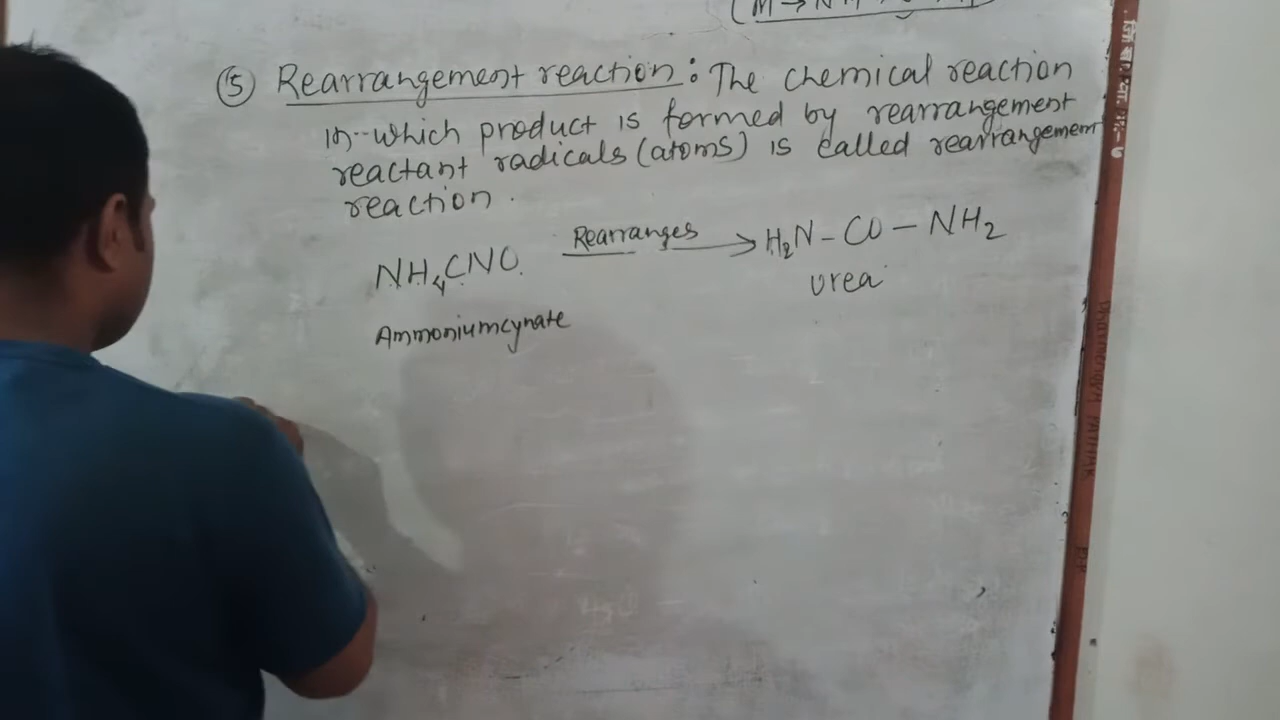 ⑤ Rearrangement reaction : The chemical reaction
in which product is formed by rearrangement
reactant radicals (atoms) is called rearrangement
reaction.
NH₄CNO Rearranges → H₂N – CO – NH₂
Ammoniumcynate urea